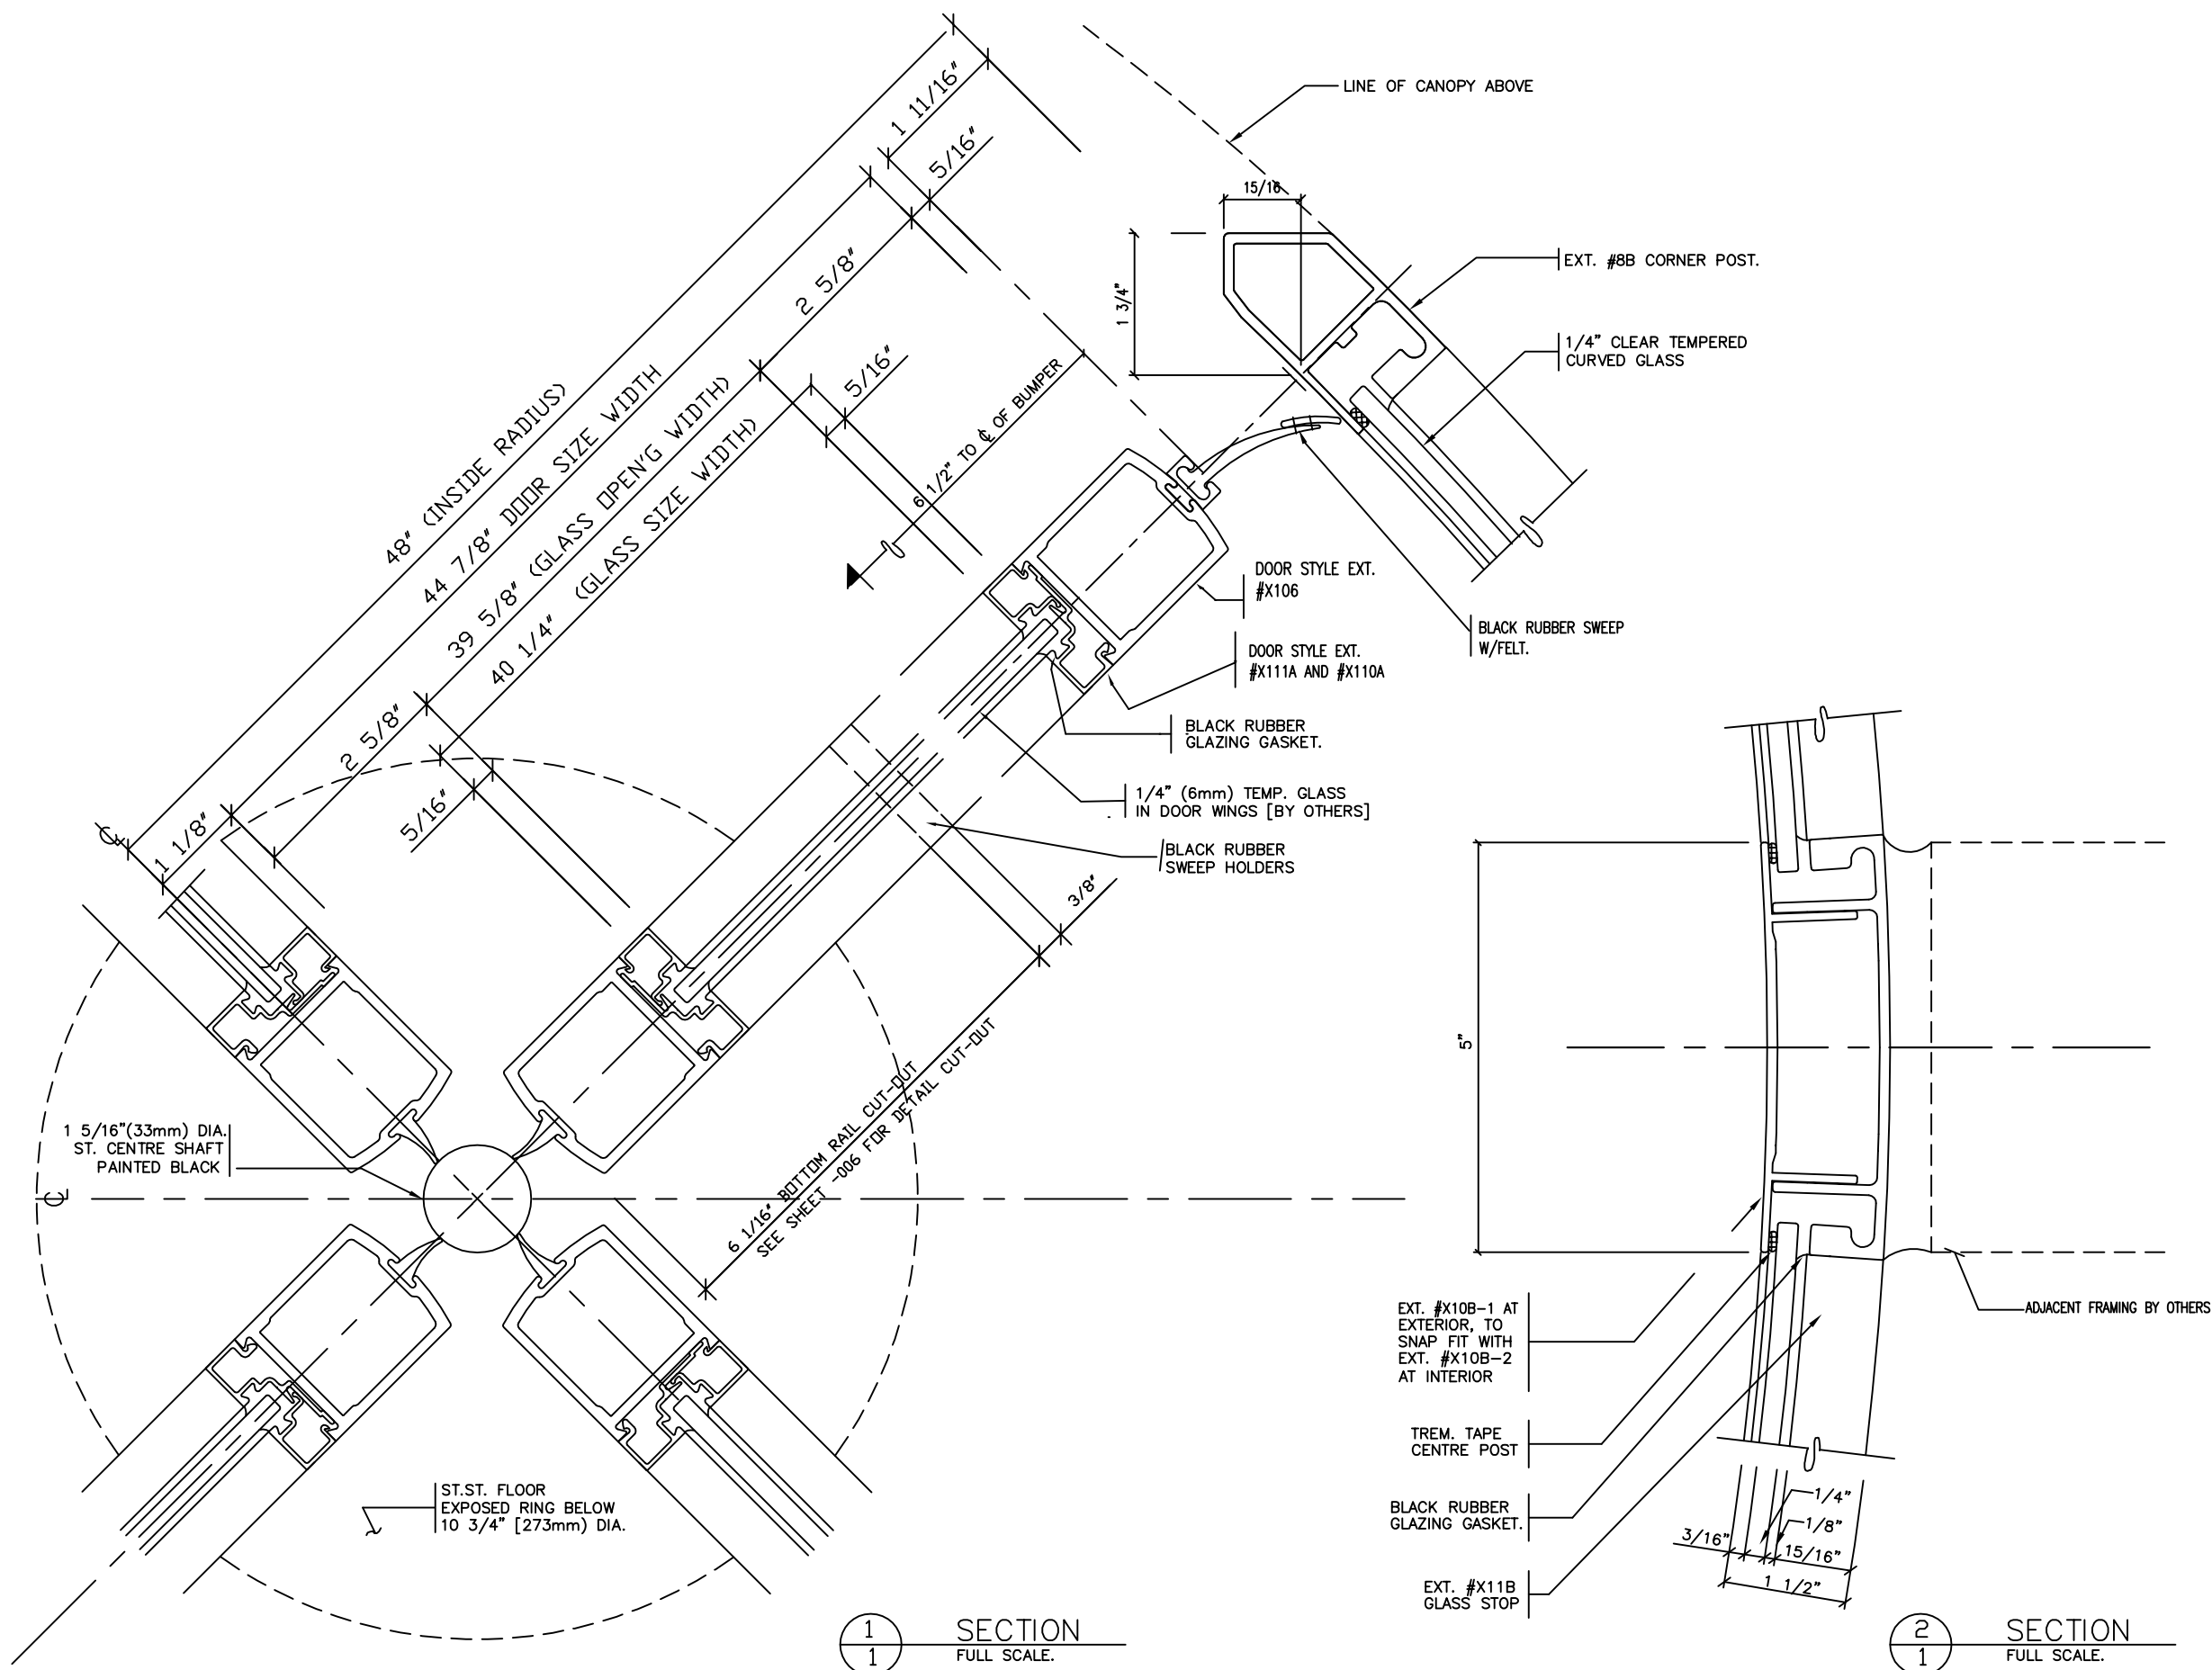 1 11/16"
5/16"
2 5/8"
5/16"
48" (INSIDE RADIUS)
44 7/8" DOOR SIZE WIDTH
39 5/8" (GLASS OPEN'G WIDTH)
40 1/4" (GLASS SIZE WIDTH)
6 1/2" TO ℄ OF BUMPER
2 5/8"
5/16"
1 1/8"
℄
LINE OF CANOPY ABOVE
15/16
1 3/4"
EXT. #8B CORNER POST.
1/4" CLEAR TEMPERED
CURVED GLASS
DOOR STYLE EXT.
#X106
BLACK RUBBER SWEEP
W/FELT.
DOOR STYLE EXT.
#X111A AND #X110A
BLACK RUBBER
GLAZING GASKET.
1/4" (6mm) TEMP. GLASS
IN DOOR WINGS [BY OTHERS]
BLACK RUBBER
SWEEP HOLDERS
3/8"
6 1/16" BOTTOM RAIL CUT-OUT
SEE SHEET -006 FOR DETAIL CUT-OUT
1 5/16"(33mm) DIA.
ST. CENTRE SHAFT
PAINTED BLACK
℄
ST.ST. FLOOR
EXPOSED RING BELOW
10 3/4" [273mm) DIA.
1
1
SECTION
FULL SCALE.
5"
ADJACENT FRAMING BY OTHERS
EXT. #X10B-1 AT
EXTERIOR, TO
SNAP FIT WITH
EXT. #X10B-2
AT INTERIOR
TREM. TAPE
CENTRE POST
BLACK RUBBER
GLAZING GASKET.
EXT. #X11B
GLASS STOP
1/4"
1/8"
3/16"
15/16"
1 1/2"
2
1
SECTION
FULL SCALE.